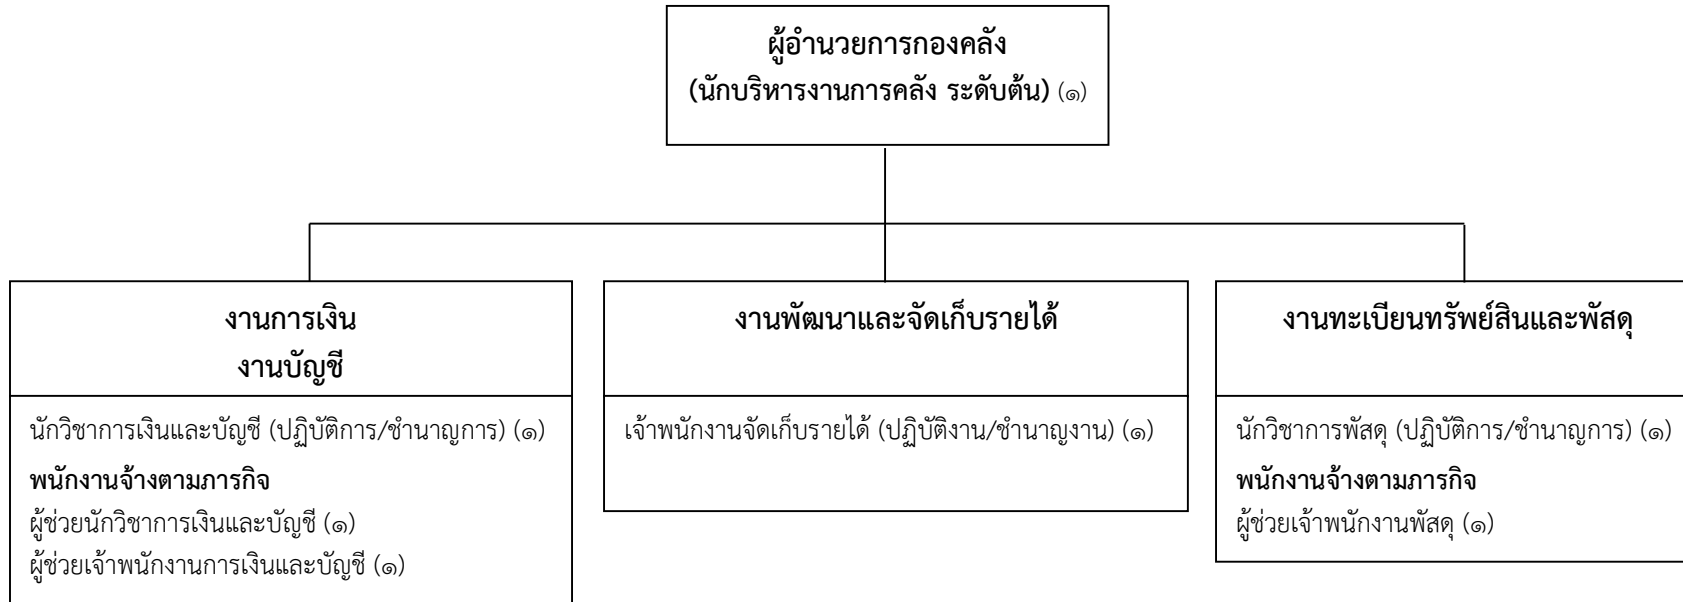 ผู้อำนวยการกองคลัง
(นักบริหารงานการคลัง ระดับต้น) (๑)
งานการเงิน
งานบัญชี
นักวิชาการเงินและบัญชี (ปฏิบัติการ/ชำนาญการ) (๑)
พนักงานจ้างตามภารกิจ
ผู้ช่วยนักวิชาการเงินและบัญชี (๑)
ผู้ช่วยเจ้าพนักงานการเงินและบัญชี (๑)
งานพัฒนาและจัดเก็บรายได้
เจ้าพนักงานจัดเก็บรายได้ (ปฏิบัติงาน/ชำนาญงาน) (๑)
งานทะเบียนทรัพย์สินและพัสดุ
นักวิชาการพัสดุ (ปฏิบัติการ/ชำนาญการ) (๑)
พนักงานจ้างตามภารกิจ
ผู้ช่วยเจ้าพนักงานพัสดุ (๑)